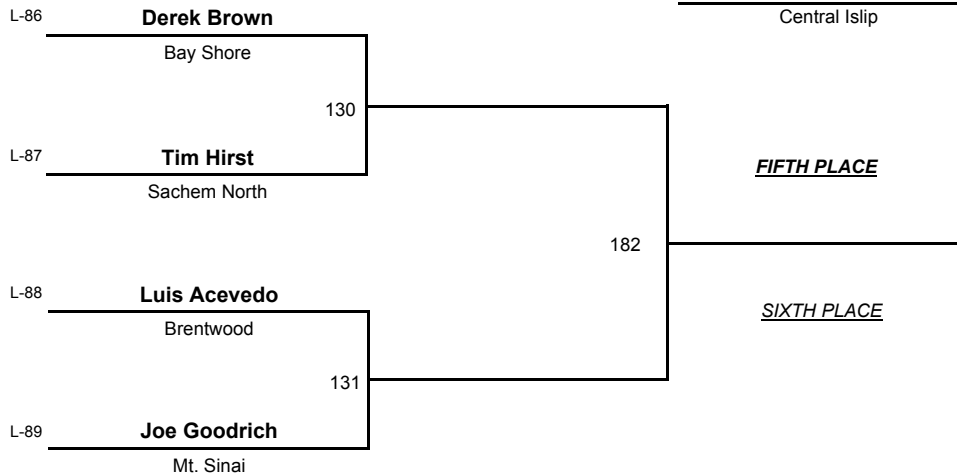 L-86
Derek Brown
Central Islip
Bay Shore
130
L-87
Tim Hirst
FIFTH PLACE
Sachem North
182
L-88
Luis Acevedo
SIXTH PLACE
Brentwood
131
L-89
Joe Goodrich
Mt. Sinai